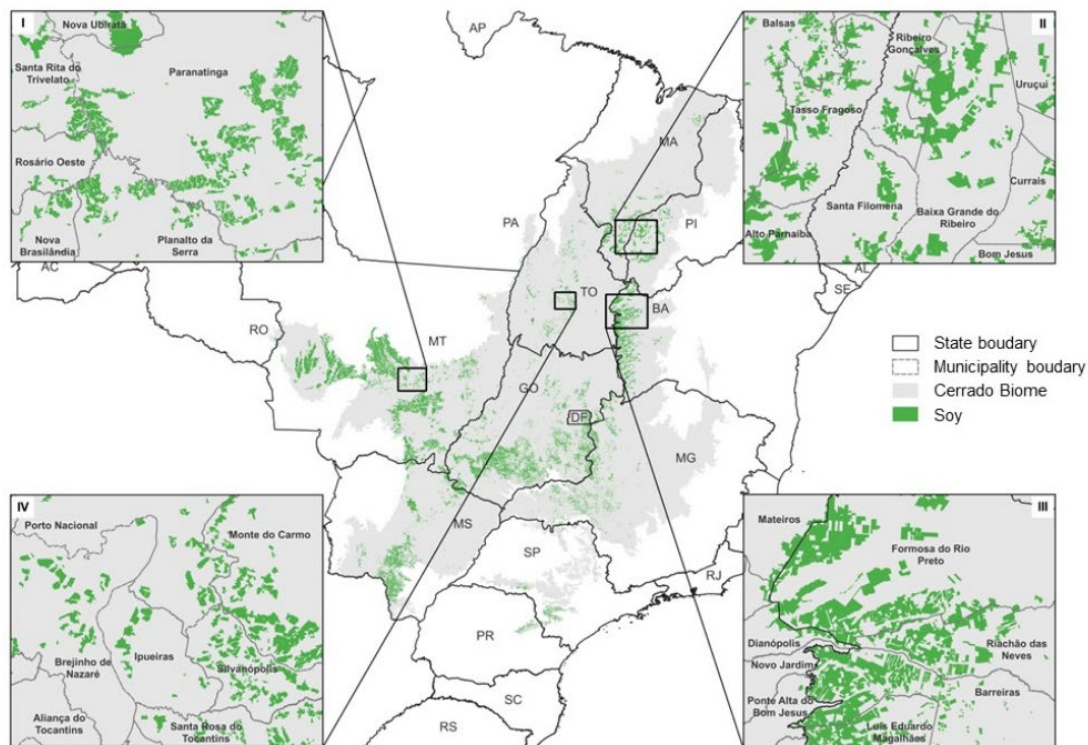 I
Nova Ubiratã
Santa Rita do
Trivelato
Paranatinga
Rosário Oeste
Nova
Brasilândia
Planalto da
Serra
II
Balsas
Ribeiro
Gonçalves
Uruçuí
Tasso Fragoso
Currais
Santa Filomena
Baixa Grande do
Ribeiro
Alto Parnaíba
Bom Jesus
AP
MA
PA
PI
AC
AL
SE
TO
BA
RO
MT
GO
DF
MG
MS
SP
RJ
PR
SC
RS
State boudary
Municipality boudary
Cerrado Biome
Soy
IV
Porto Nacional
Monte do Carmo
Brejinho de
Nazaré
Ipueiras
Silvanópolis
Aliança do
Tocantins
Santa Rosa do
Tocantins
III
Mateiros
Formosa do Rio
Preto
Dianópolis
Riachão das
Neves
Novo Jardim
Barreiras
Ponte Alta do
Bom Jesus
Luís Eduardo
Magalhães